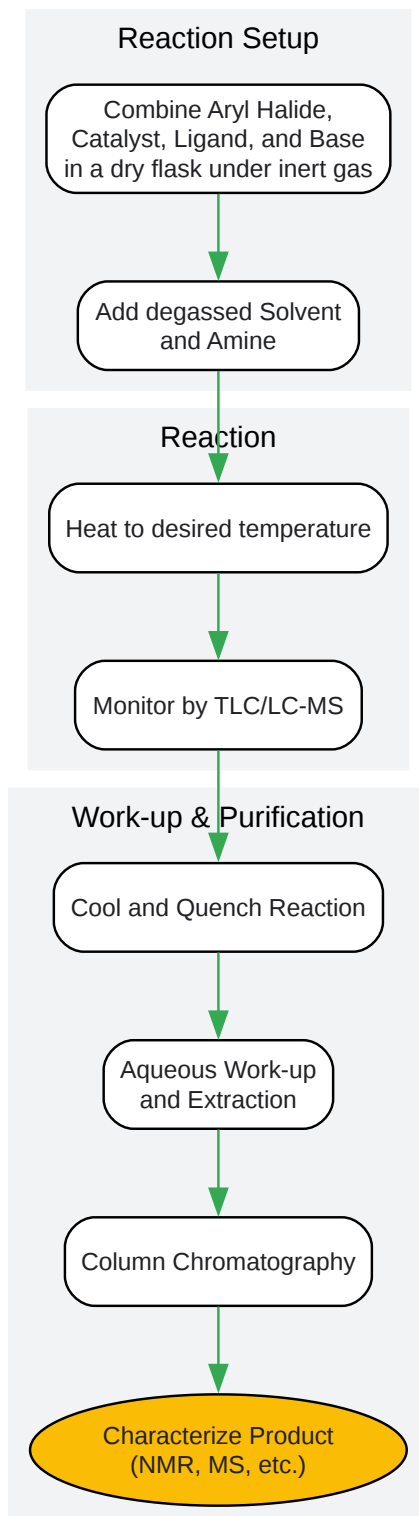 Reaction Setup
Combine Aryl Halide,
Catalyst, Ligand, and Base
in a dry flask under inert gas
Add degassed Solvent
and Amine
Reaction
Heat to desired temperature
Monitor by TLC/LC-MS
Work-up & Purification
Cool and Quench Reaction
Aqueous Work-up
and Extraction
Column Chromatography
Characterize Product
(NMR, MS, etc.)